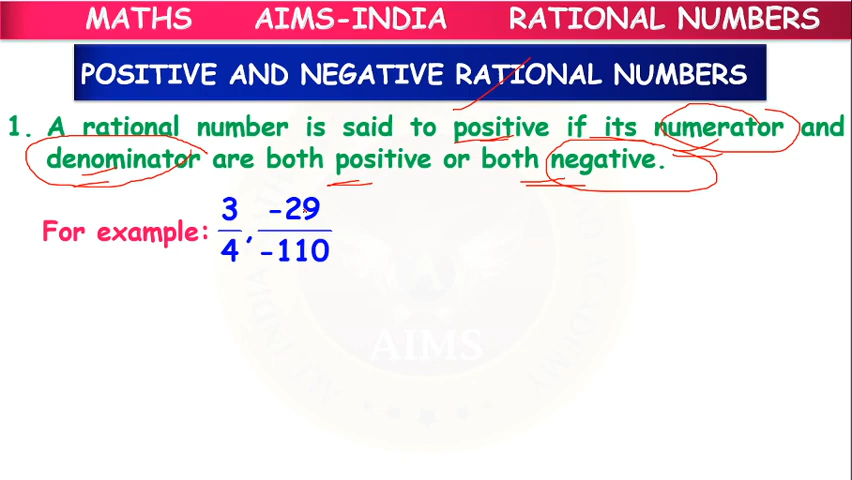 MATHS AIMS-INDIA RATIONAL NUMBERS
POSITIVE AND NEGATIVE RATIONAL NUMBERS
1. A rational number is said to positive if its numerator and
denominator are both positive or both negative.
For example: 3/4, -29/-110
AIMS